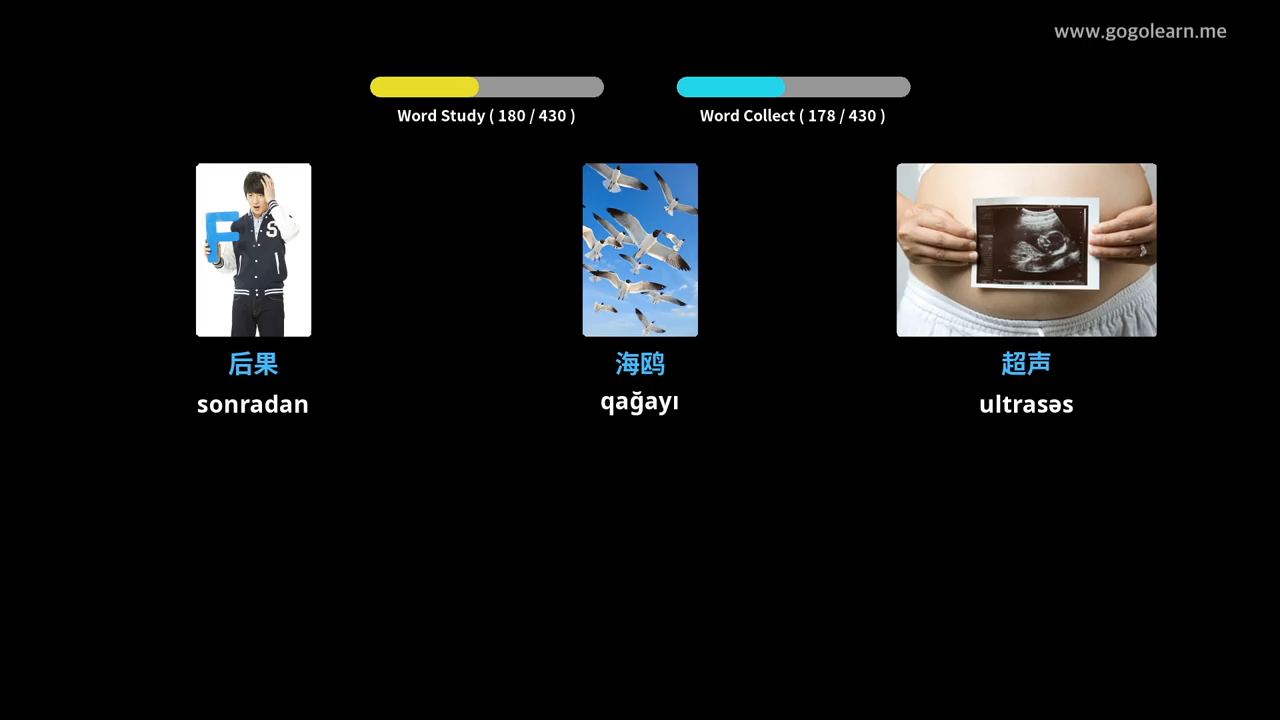 www.gogolearn.me
Word Study ( 180 / 430 )
Word Collect ( 178 / 430 )
F
S
后果
海鸥
超声
sonradan
qağayı
ultrasəs